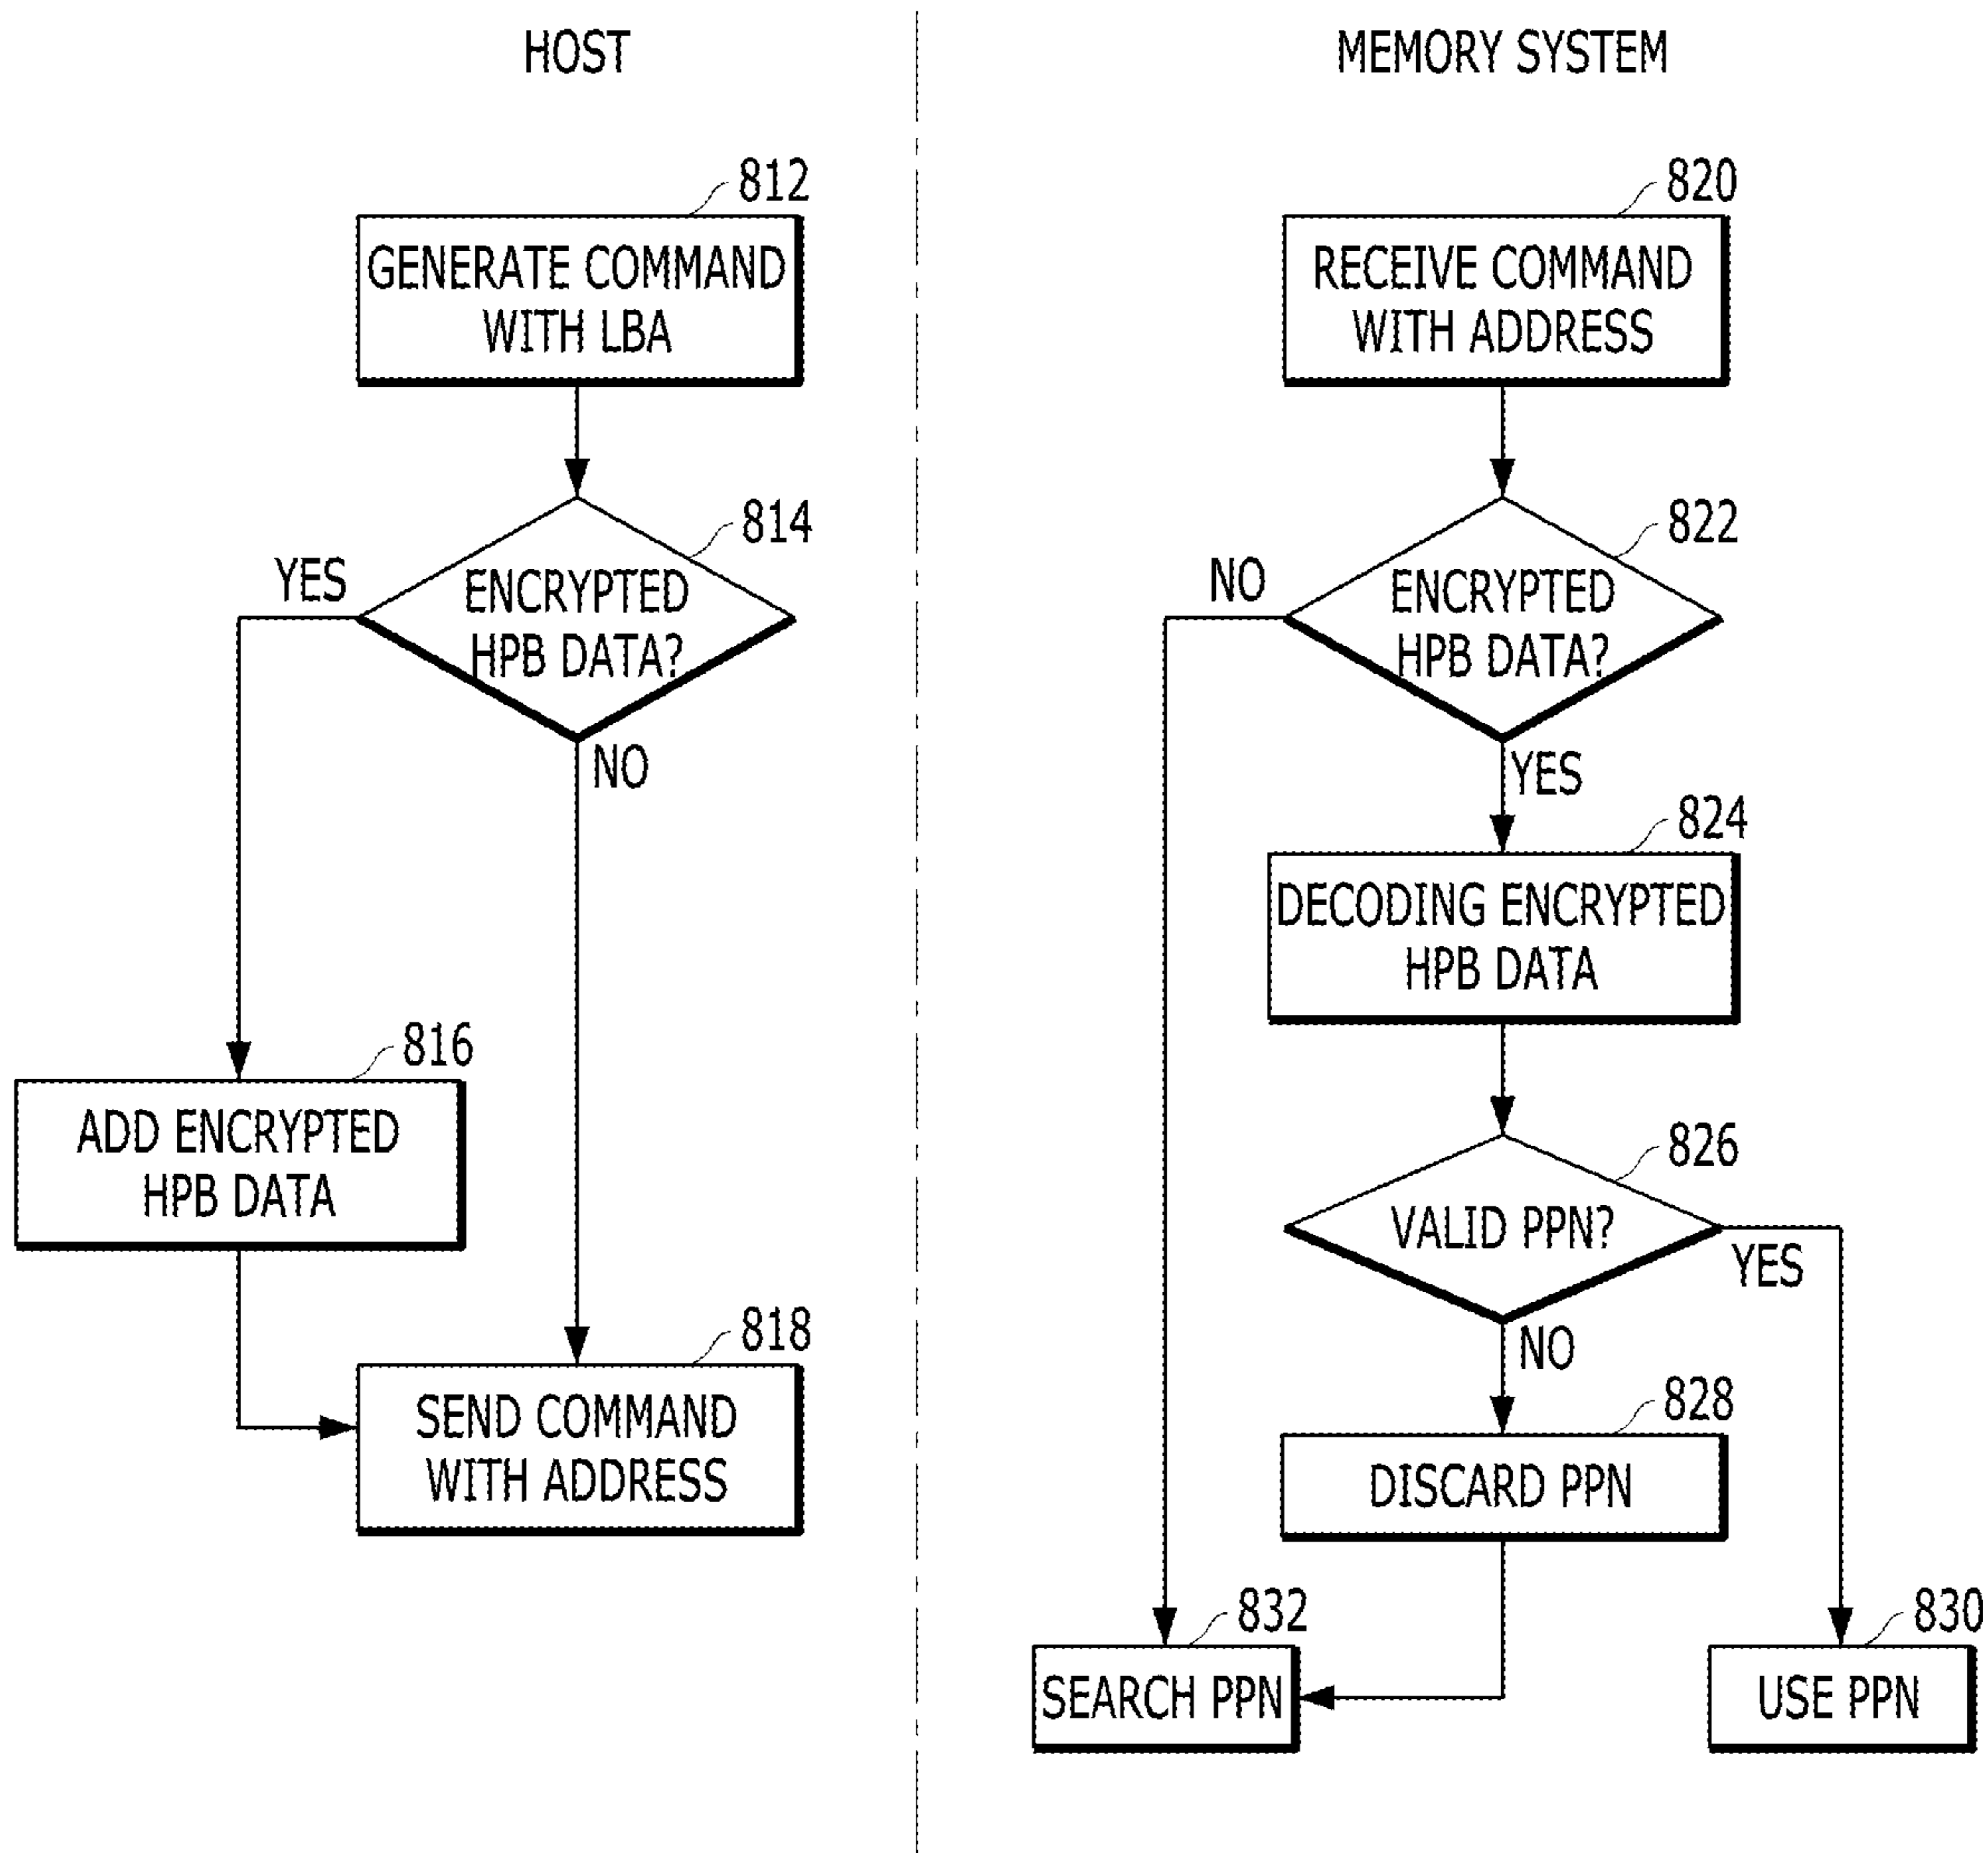 HOST
812
GENERATE COMMAND
WITH LBA
814
YES
ENCRYPTED
HPB DATA?
NO
816
ADD ENCRYPTED
HPB DATA
818
SEND COMMAND
WITH ADDRESS
MEMORY SYSTEM
820
RECEIVE COMMAND
WITH ADDRESS
822
NO
ENCRYPTED
HPB DATA?
YES
824
DECODING ENCRYPTED
HPB DATA
826
VALID PPN?
YES
NO
828
DISCARD PPN
832
SEARCH PPN
830
USE PPN